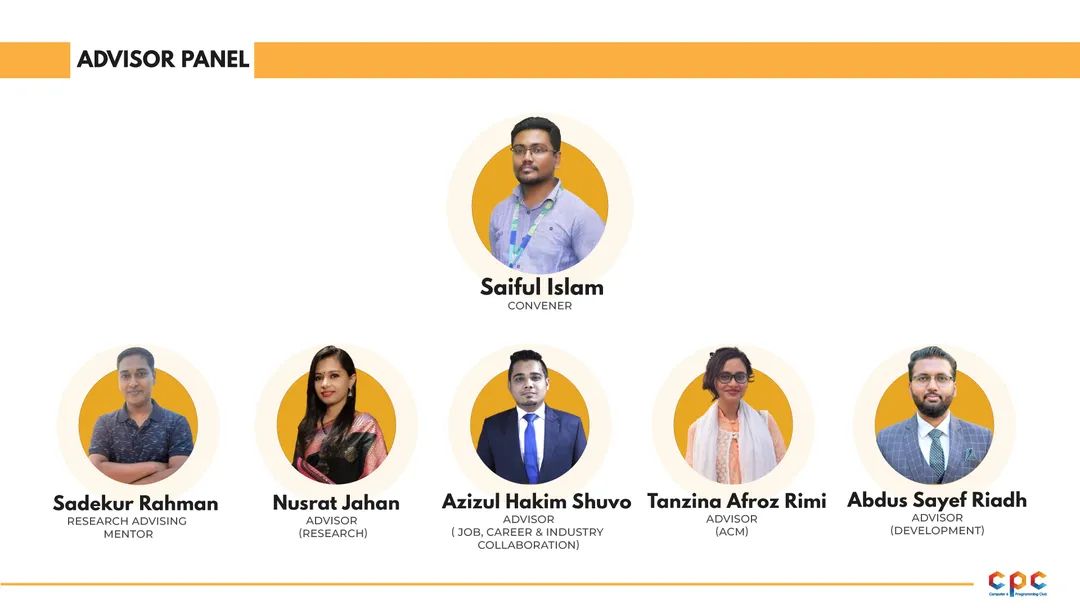 ADVISOR PANEL
Saiful Islam
CONVENER
Sadekur Rahman
RESEARCH ADVISING
MENTOR
Nusrat Jahan
ADVISOR
(RESEARCH)
Azizul Hakim Shuvo
ADVISOR
( JOB, CAREER & INDUSTRY
COLLABORATION)
Tanzina Afroz Rimi
ADVISOR
(ACM)
Abdus Sayef Riadh
ADVISOR
(DEVELOPMENT)
cpc
Computer & Programming Club